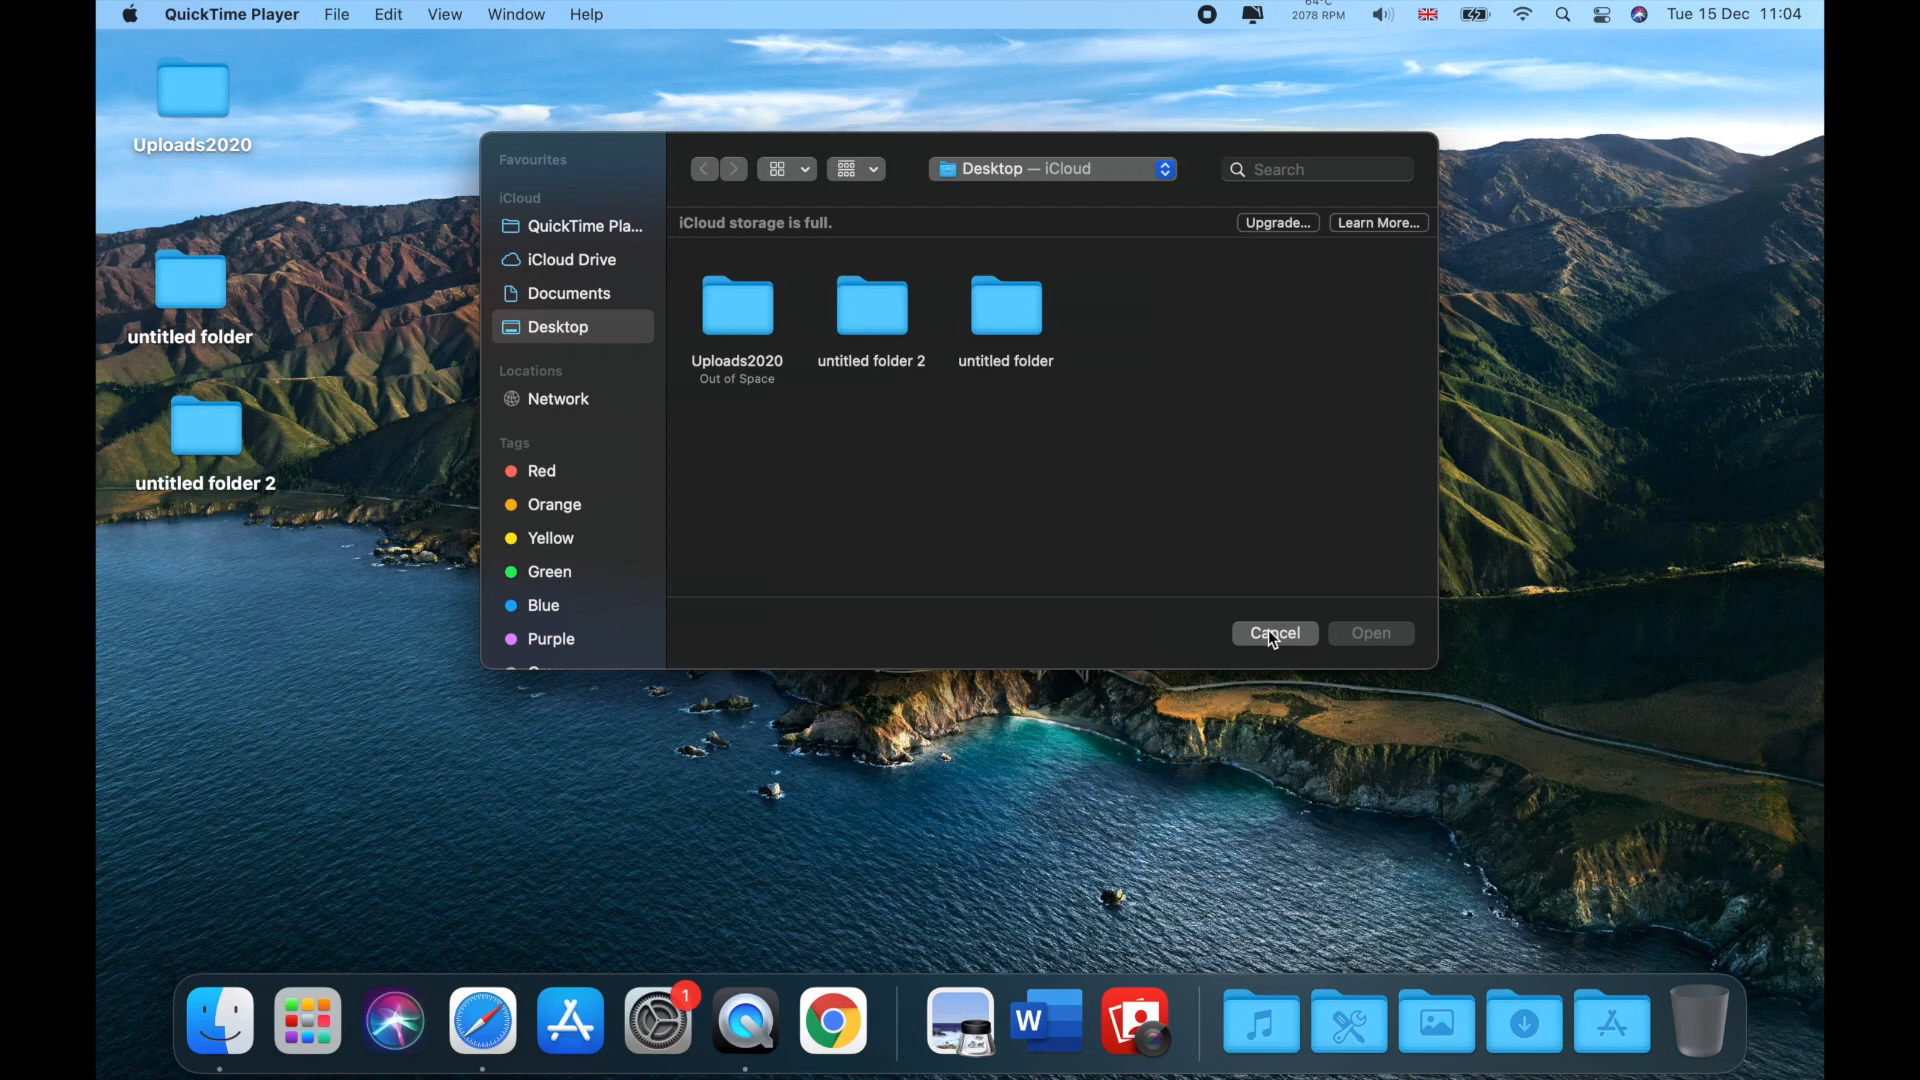 QuickTime Player File Edit View Window Help
2078 RPM
Tue 15 Dec 11:04
Uploads2020
untitled folder
untitled folder 2
Favourites
iCloud
QuickTime Pla...
iCloud Drive
Documents
Desktop
Locations
Network
Tags
Red
Orange
Yellow
Green
Blue
Purple
Desktop — iCloud
Search
iCloud storage is full.
Upgrade...
Learn More...
Uploads2020
Out of Space
untitled folder 2
untitled folder
Cancel
Open
1
W